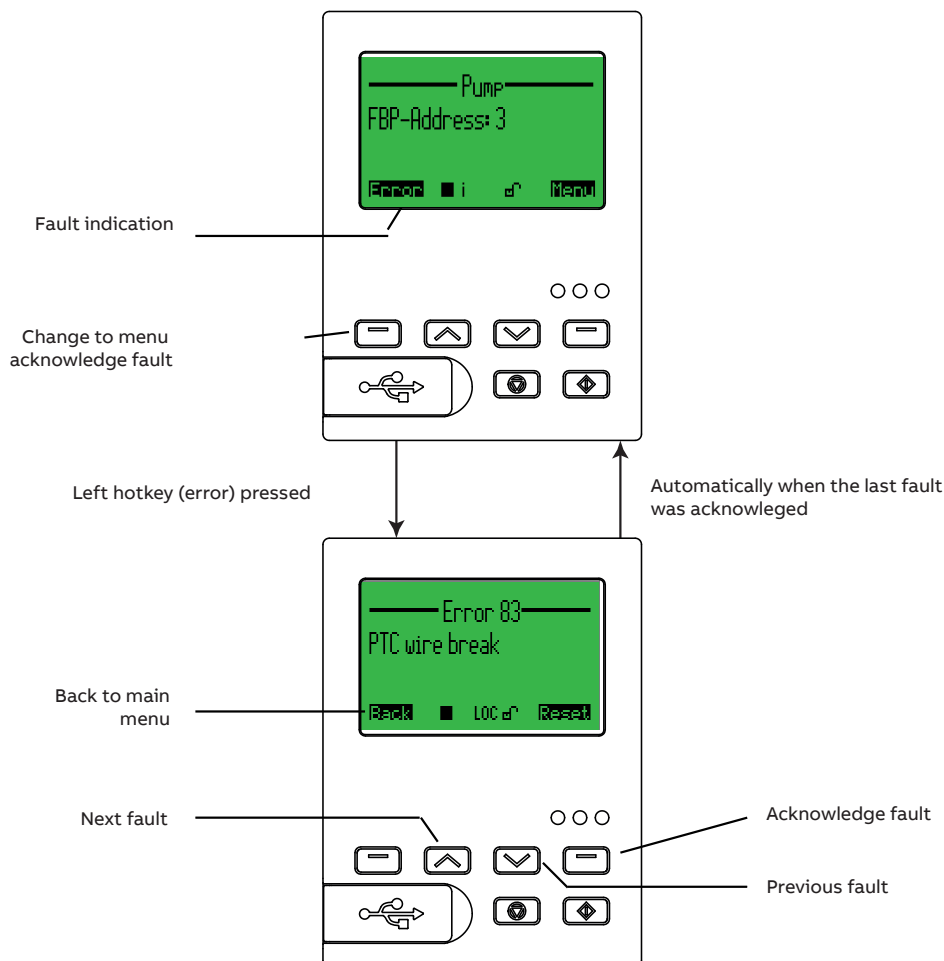 Pump
FBP-Address: 3
Error i Menu
Fault indication
Change to menu
acknowledge fault
Left hotkey (error) pressed
Automatically when the last fault
was acknowleged
Error 83
PTC wire break
Back to main
menu
Back LOC Reset
Next fault
Acknowledge fault
Previous fault